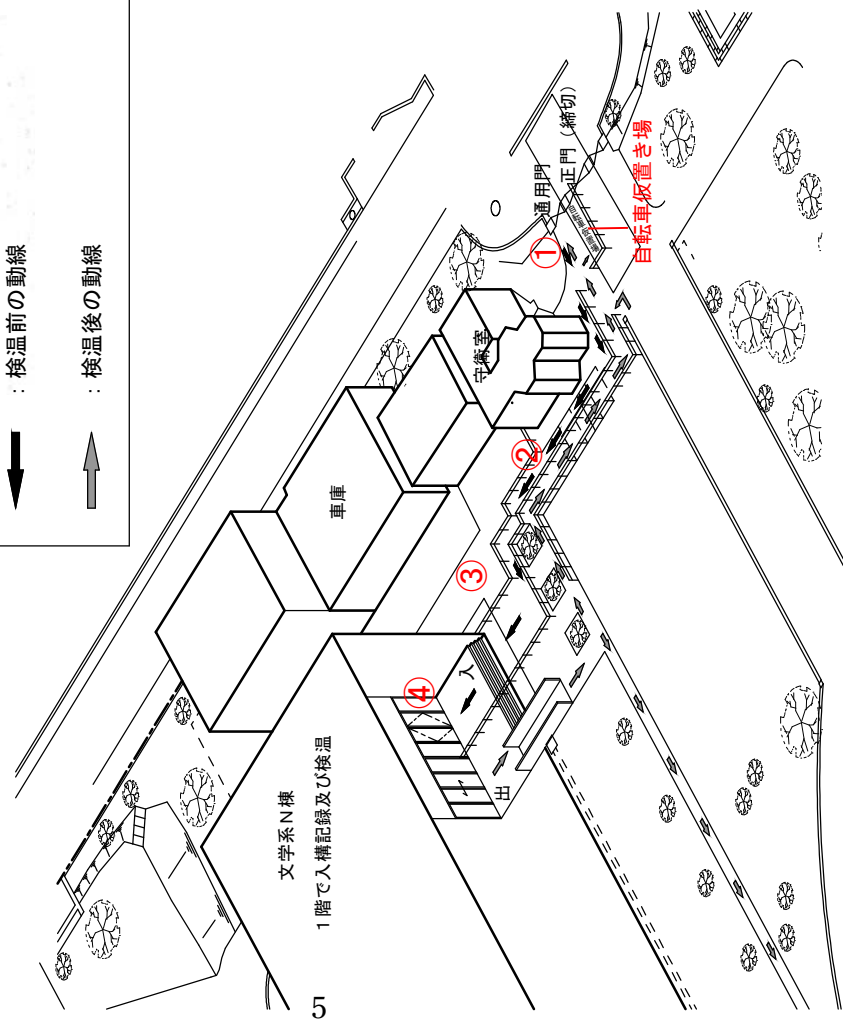 ：検温前の動線
：検温後の動線
文学系Ｎ棟
１階で入構記録及び検温
車庫
守衛室
通用門
正門（締切）
自転車仮置き場
①
②
③
④
入
出
5